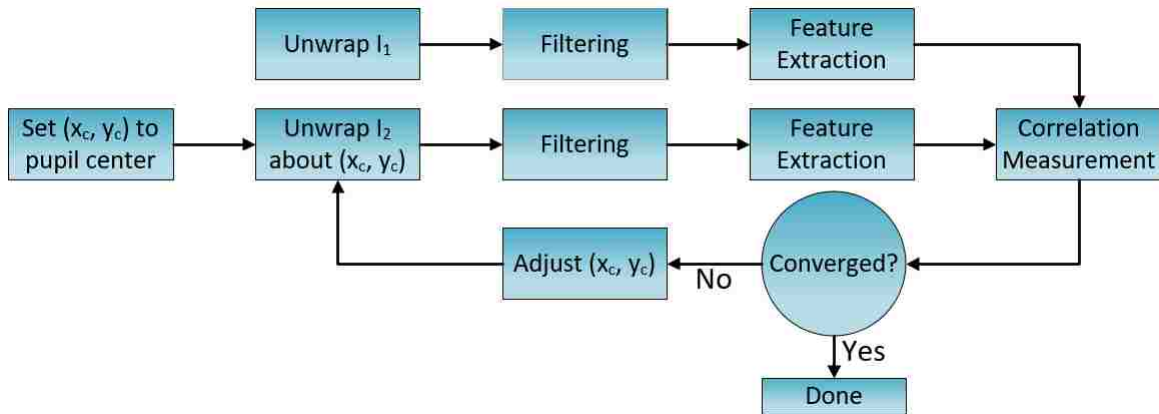 Unwrap I₁
Filtering
Feature
Extraction
Set (x꜀, y꜀) to
pupil center
Unwrap I₂
about (x꜀, y꜀)
Filtering
Feature
Extraction
Correlation
Measurement
Adjust (x꜀, y꜀)
No
Converged?
Yes
Done